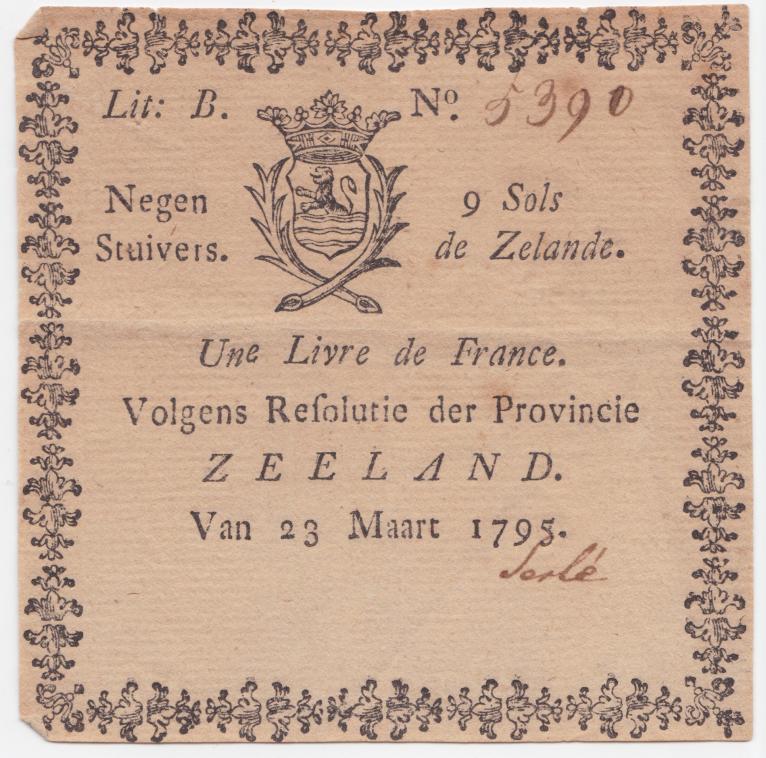 Lit: B. Nº. 5390
Negen Stuivers. 9 Sols de Zelande.
Une Livre de France.
Volgens Reſolutie der Provincie
ZEELAND.
Van 23 Maart 1795.
Serlé